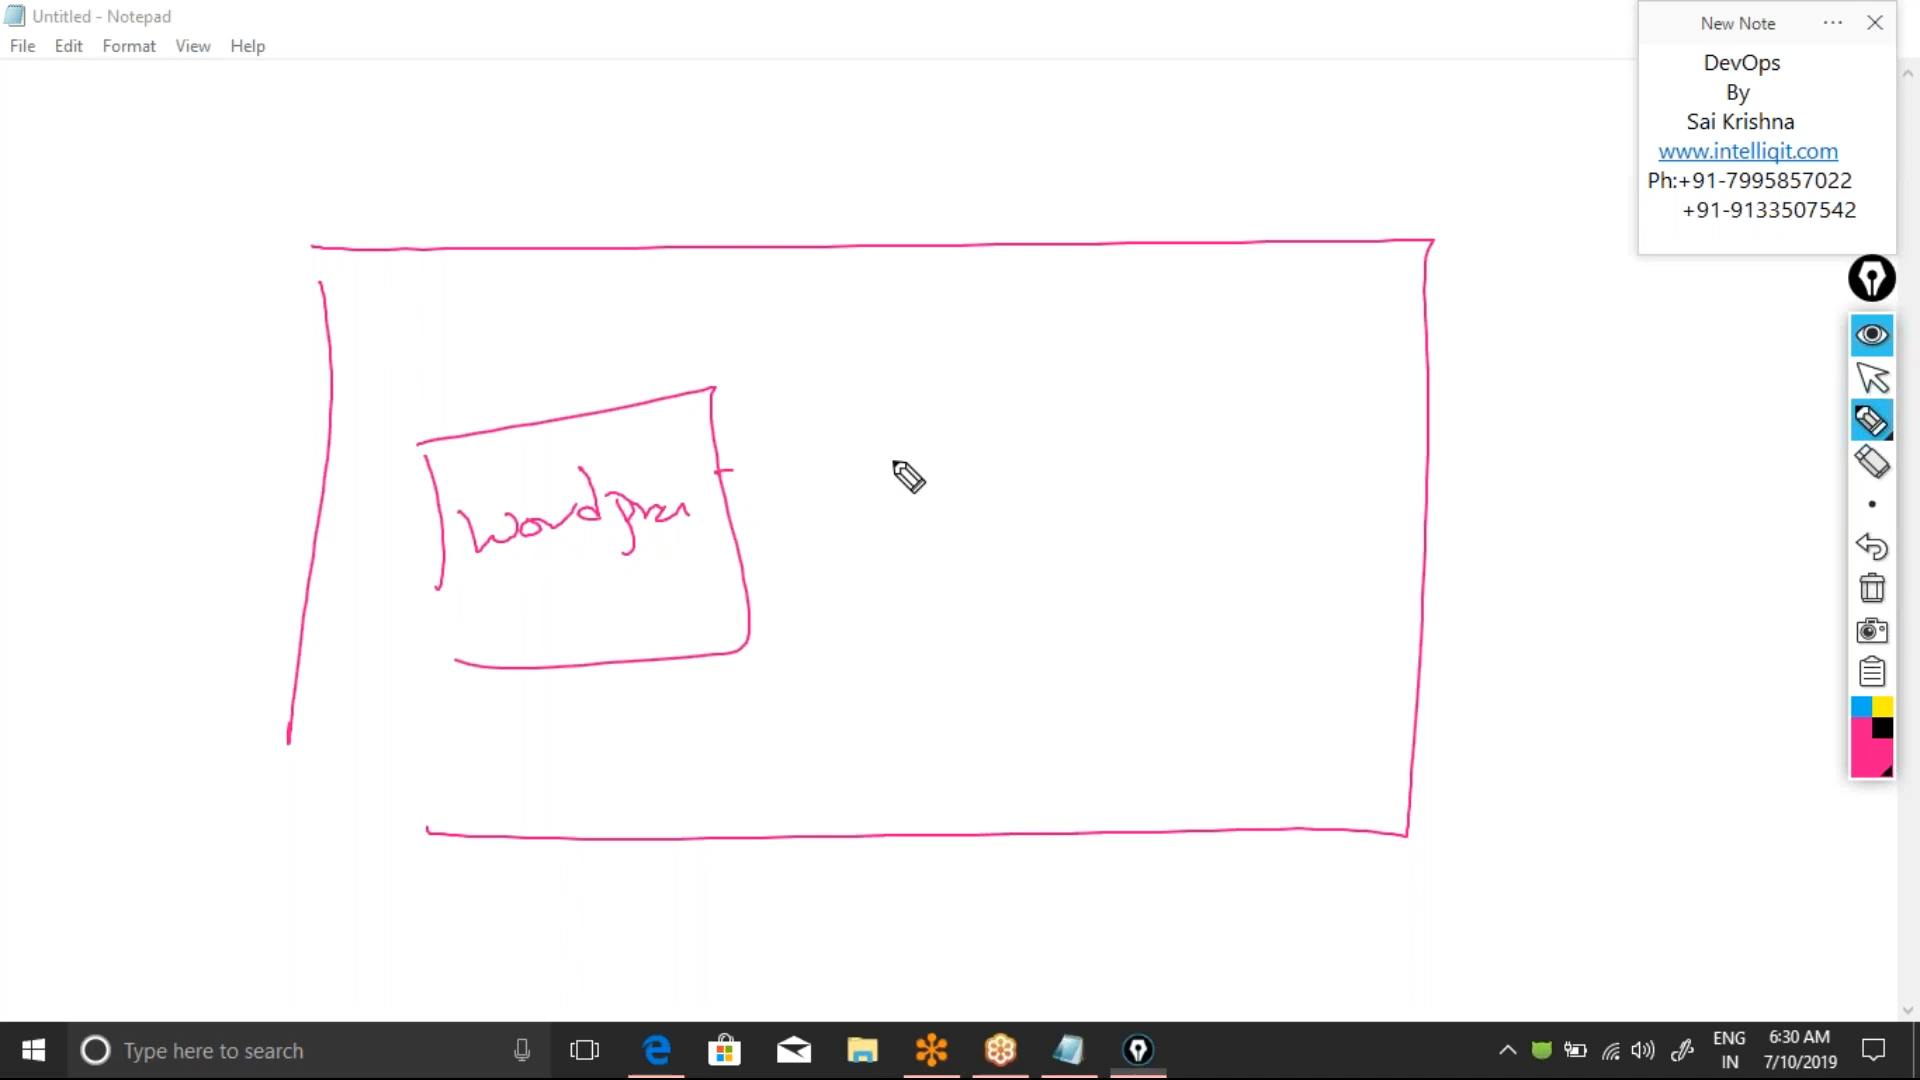 Untitled - Notepad
File Edit Format View Help
New Note
DevOps
By
Sai Krishna
www.intelliqit.com
Ph:+91-7995857022
+91-9133507542
Type here to search
ENG
IN
6:30 AM
7/10/2019